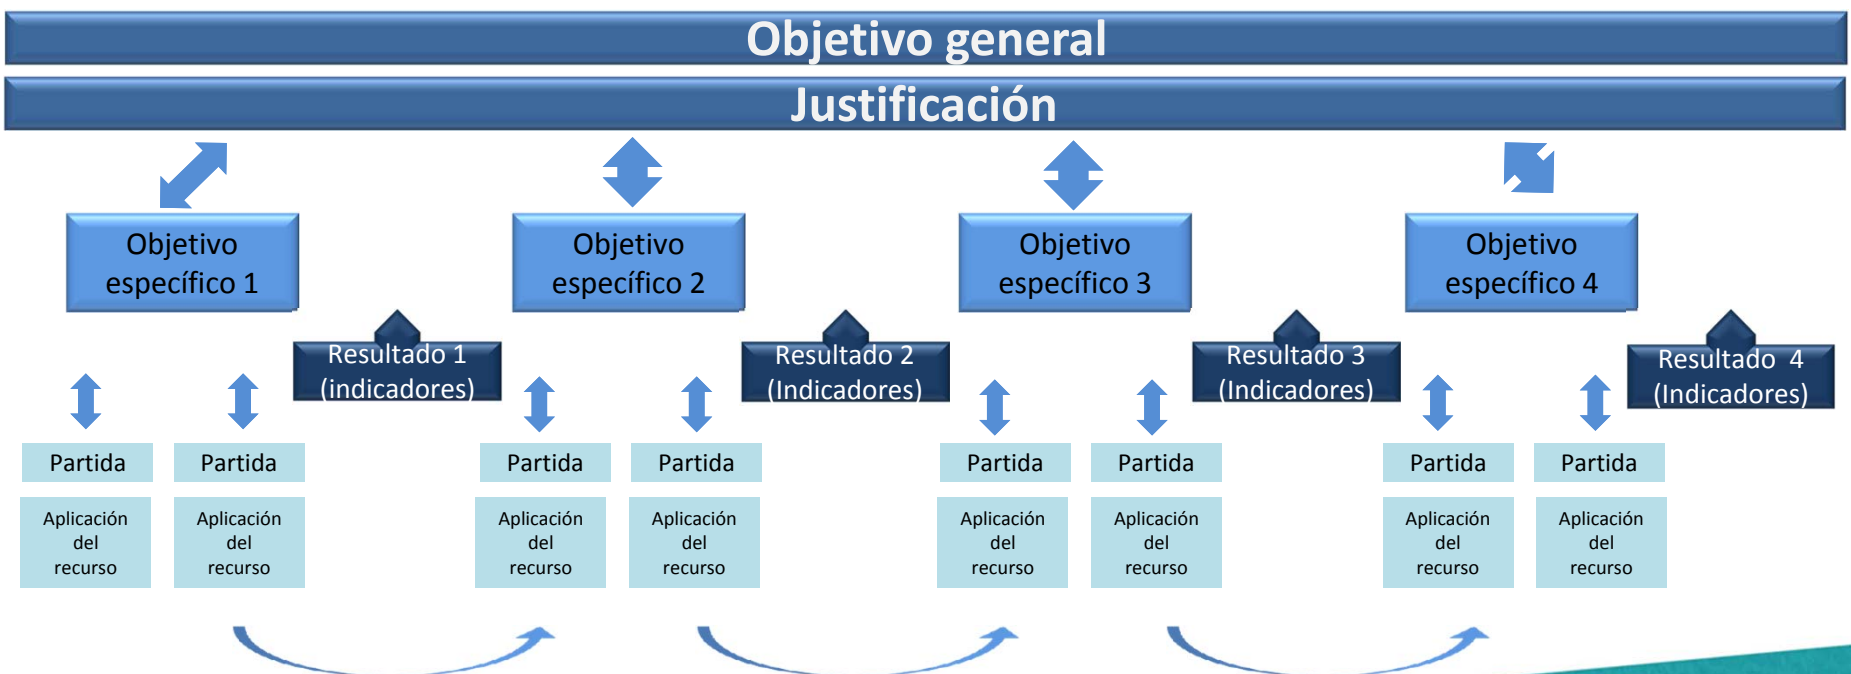 Objetivo general
Justificación
Objetivo
específico 1
Objetivo
específico 2
Objetivo
específico 3
Objetivo
específico 4
Resultado 1
(indicadores)
Resultado 2
(Indicadores)
Resultado 3
(Indicadores)
Resultado 4
(Indicadores)
Partida
Partida
Partida
Partida
Partida
Partida
Partida
Partida
Aplicación
del
recurso
Aplicación
del
recurso
Aplicación
del
recurso
Aplicación
del
recurso
Aplicación
del
recurso
Aplicación
del
recurso
Aplicación
del
recurso
Aplicación
del
recurso